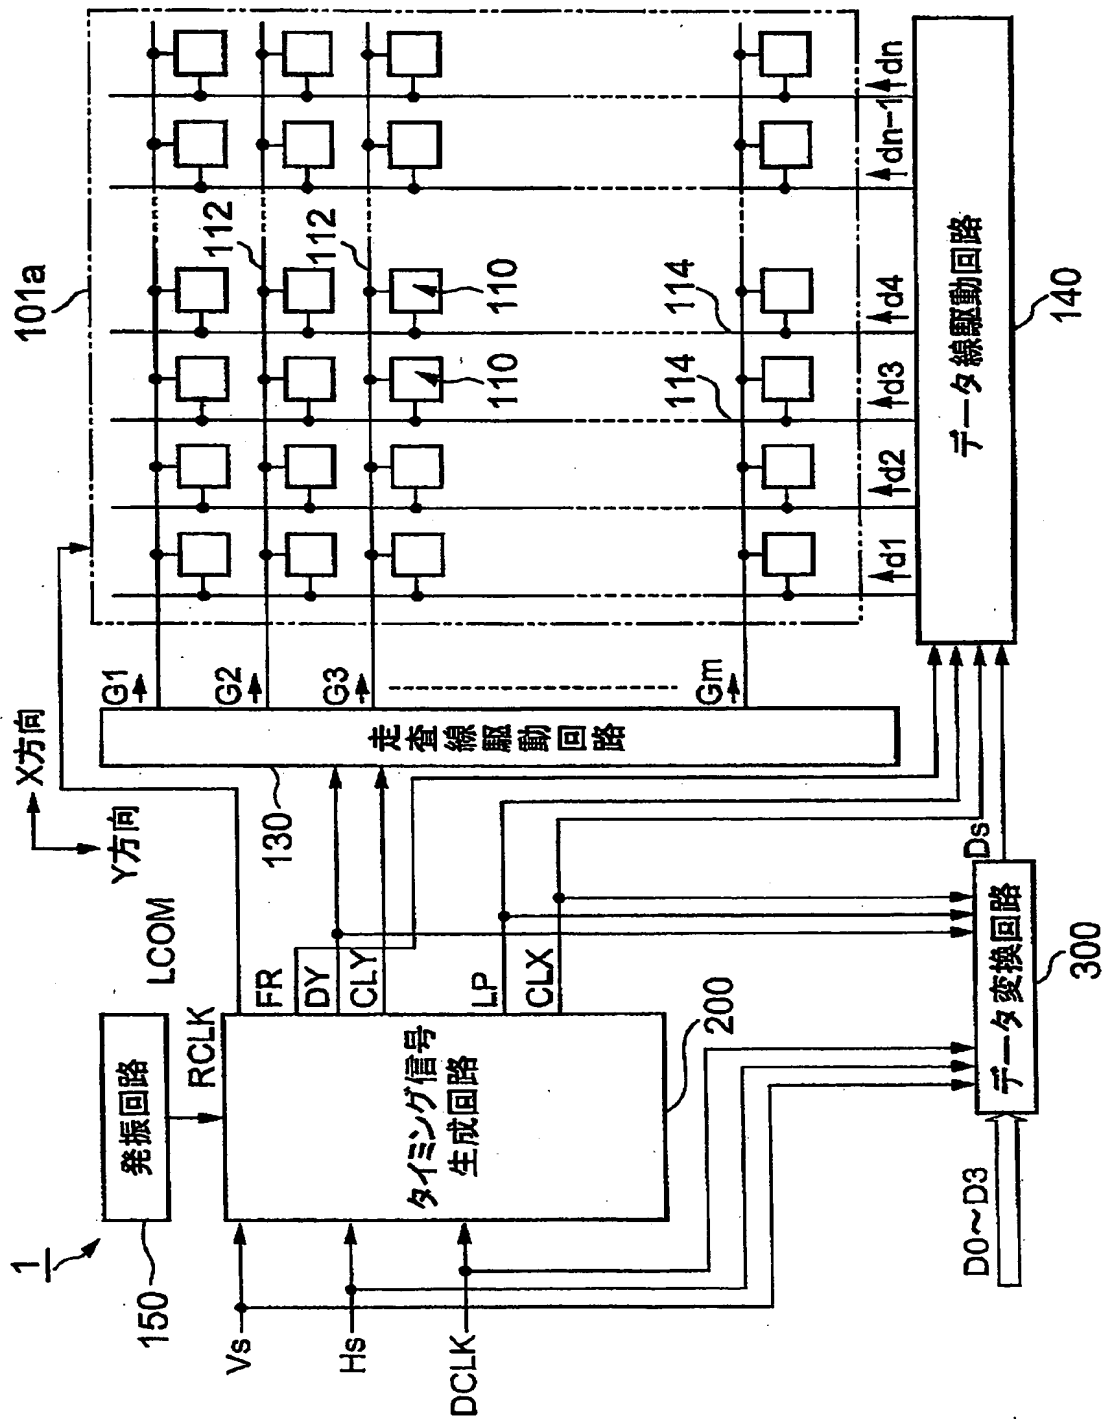 1
発振回路
150
RCLK
LCOM
X方向
Y方向
101a
Vs
Hs
DCLK
タイミング信号
生成回路
200
FR
DY
CLY
LP
CLX
走査線駆動回路
130
G1
G2
G3
Gm
112
112
110
110
114
114
d1
d2
d3
d4
dn-1
dn
データ線駆動回路
140
D0～D3
データ変換回路
300
Ds